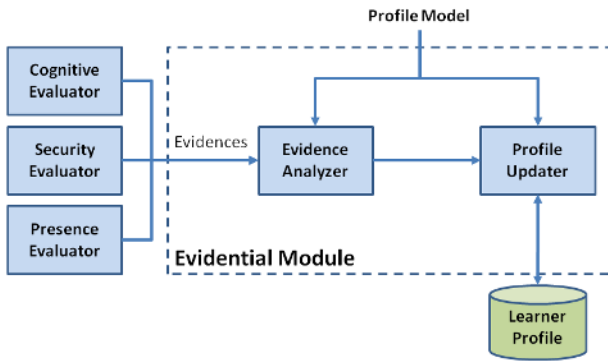 Profile Model
Cognitive
Evaluator
Security
Evaluator
Presence
Evaluator
Evidences
Evidence
Analyzer
Profile
Updater
Evidential Module
Learner
Profile